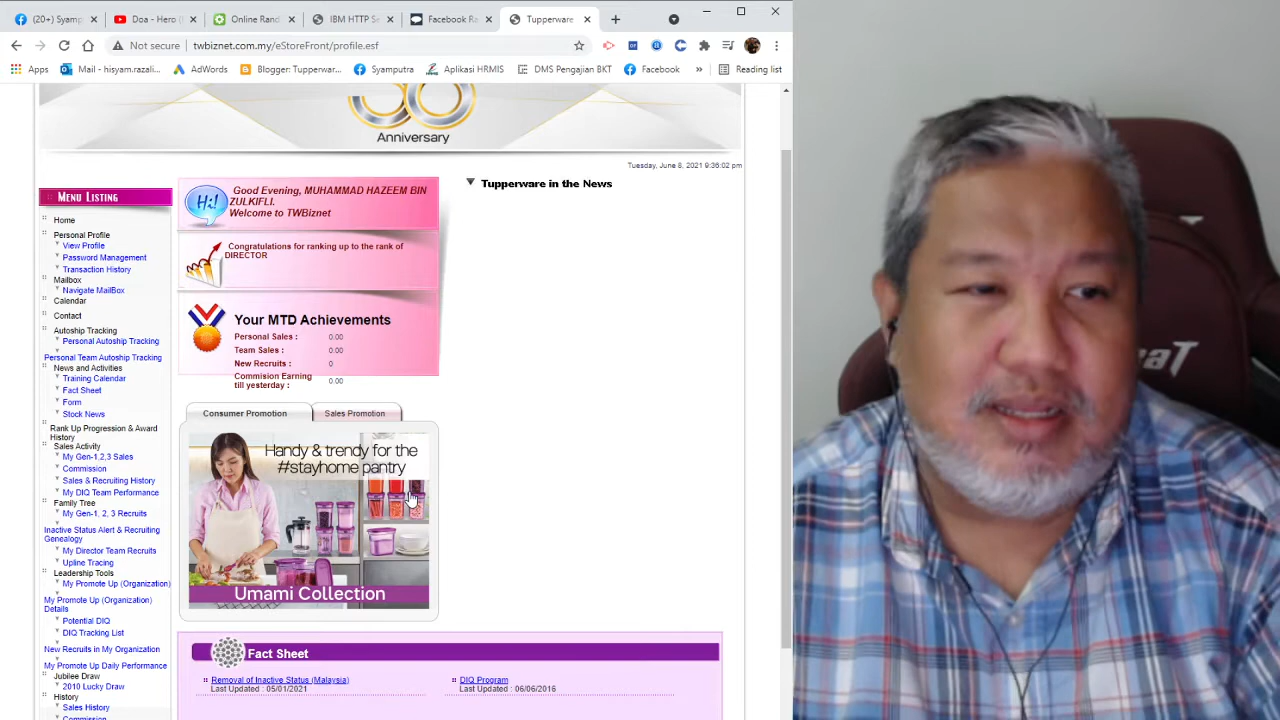 (20+) Syamp
Doa - Hero (
Online Rand
IBM HTTP Se
Facebook Ra
Tupperware
Not secure
twbiznet.com.my/eStoreFront/profile.esf
Apps
Mail - hisyam.razali...
AdWords
Blogger: Tupperwar...
Syamputra
Aplikasi HRMIS
DMS Pengajian BKT
Facebook
»
Reading list
Anniversary
Tuesday, June 8, 2021 9:36:02 pm
MENU LISTING
Home
Personal Profile
View Profile
Password Management
Transaction History
Mailbox
Navigate MailBox
Calendar
Contact
Autoship Tracking
Personal Autoship Tracking
Personal Team Autoship Tracking
News and Activities
Training Calendar
Fact Sheet
Form
Stock News
Rank Up Progression & Award
History
Sales Activity
My Gen-1,2,3 Sales
Commission
Sales & Recruiting History
My DIQ Team Performance
Family Tree
My Gen-1, 2, 3 Recruits
Inactive Status Alert & Recruiting
Genealogy
My Director Team Recruits
Upline Tracing
Leadership Tools
My Promote Up (Organization)
My Promote Up (Organization)
Details
Potential DIQ
DIQ Tracking List
New Recruits in My Organization
My Promote Up Daily Performance
Jubilee Draw
2010 Lucky Draw
History
Sales History
Commission
Hi!
Good Evening, MUHAMMAD HAZEEM BIN
ZULKIFLI.
Welcome to TWBiznet
Congratulations for ranking up to the rank of
DIRECTOR
Your MTD Achievements
Personal Sales : 0.00
Team Sales : 0.00
New Recruits : 0
Commision Earning
till yesterday : 0.00
Consumer Promotion
Sales Promotion
Handy & trendy for the
#stayhome pantry
Umami Collection
Tupperware in the News
Fact Sheet
Removal of Inactive Status (Malaysia)
Last Updated : 05/01/2021
DIQ Program
Last Updated : 06/06/2016